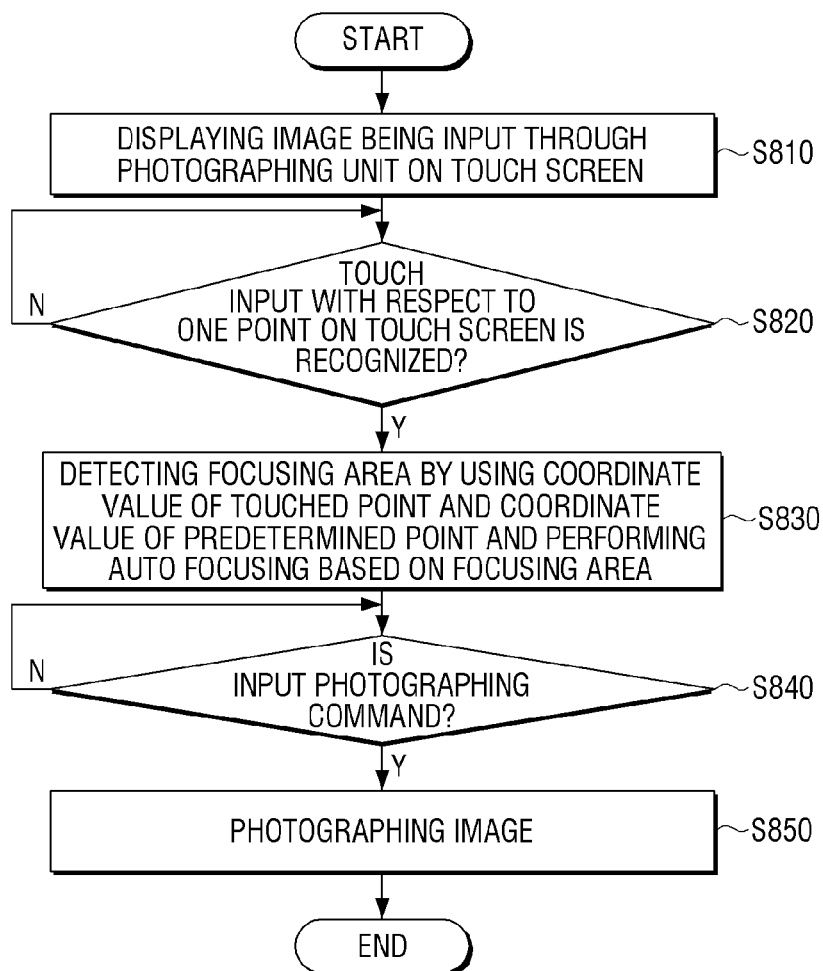 START
DISPLAYING IMAGE BEING INPUT THROUGH
PHOTOGRAPHING UNIT ON TOUCH SCREEN
S810
TOUCH
INPUT WITH RESPECT TO
ONE POINT ON TOUCH SCREEN IS
RECOGNIZED?
N
S820
Y
DETECTING FOCUSING AREA BY USING COORDINATE
VALUE OF TOUCHED POINT AND COORDINATE
VALUE OF PREDETERMINED POINT AND PERFORMING
AUTO FOCUSING BASED ON FOCUSING AREA
S830
IS
INPUT PHOTOGRAPHING
COMMAND?
N
S840
Y
PHOTOGRAPHING IMAGE
S850
END